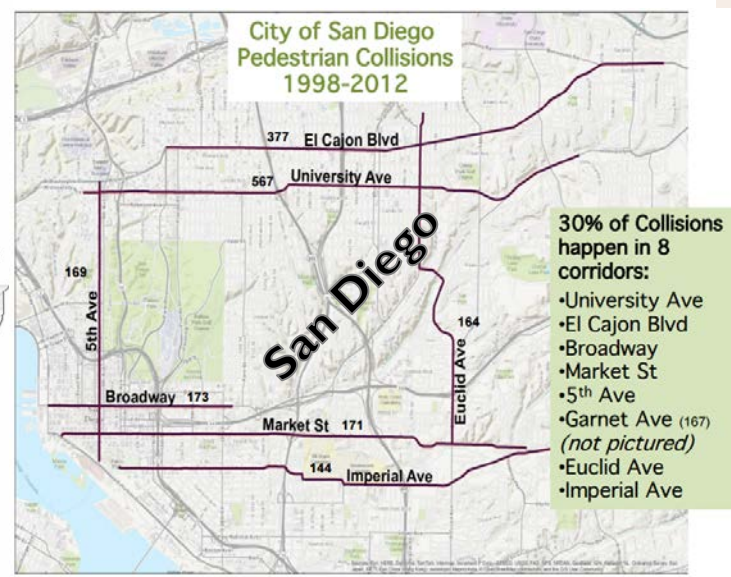 City of San Diego
Pedestrian Collisions
1998-2012
377 El Cajon Blvd
567 University Ave
San Diego
169
5th Ave
164
Euclid Ave
Broadway 173
Market St 171
144
Imperial Ave
30% of Collisions
happen in 8
corridors:
•University Ave
•El Cajon Blvd
•Broadway
•Market St
•5th Ave
•Garnet Ave (167)
(not pictured)
•Euclid Ave
•Imperial Ave